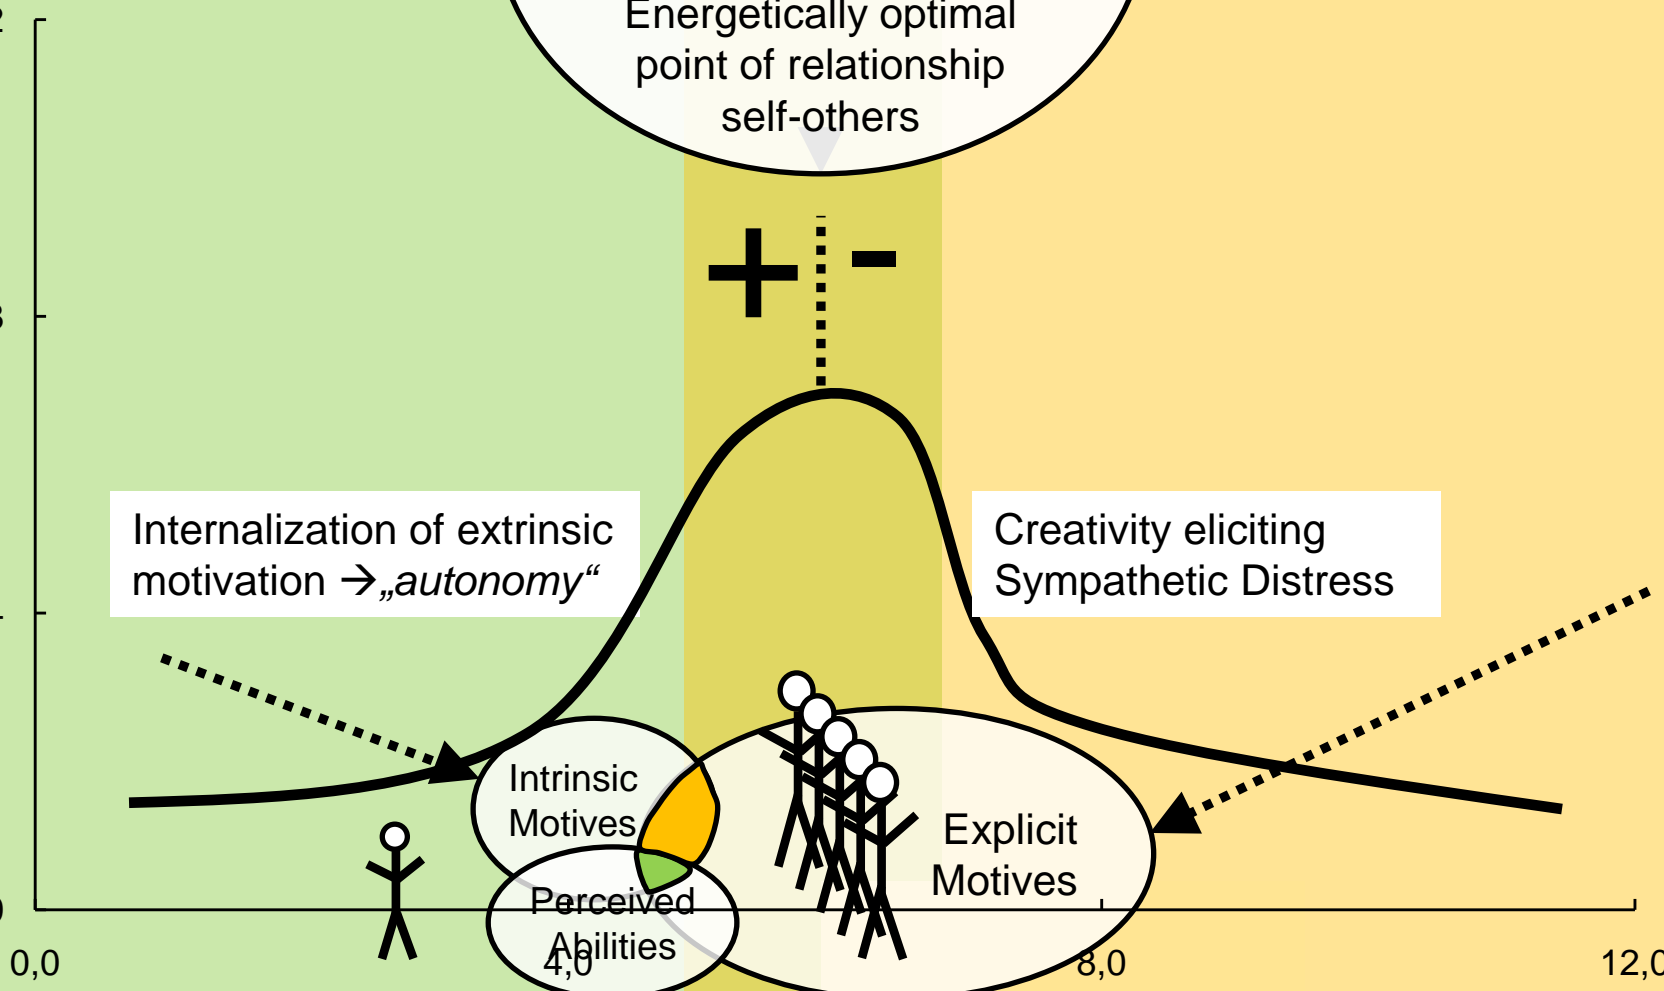 Energetically optimal
point of relationship
self-others
+ -
Internalization of extrinsic
motivation →„autonomy“
Creativity eliciting
Sympathetic Distress
Intrinsic
Motives
Explicit
Motives
Perceived
Abilities
0,0
4,0
8,0
12,0